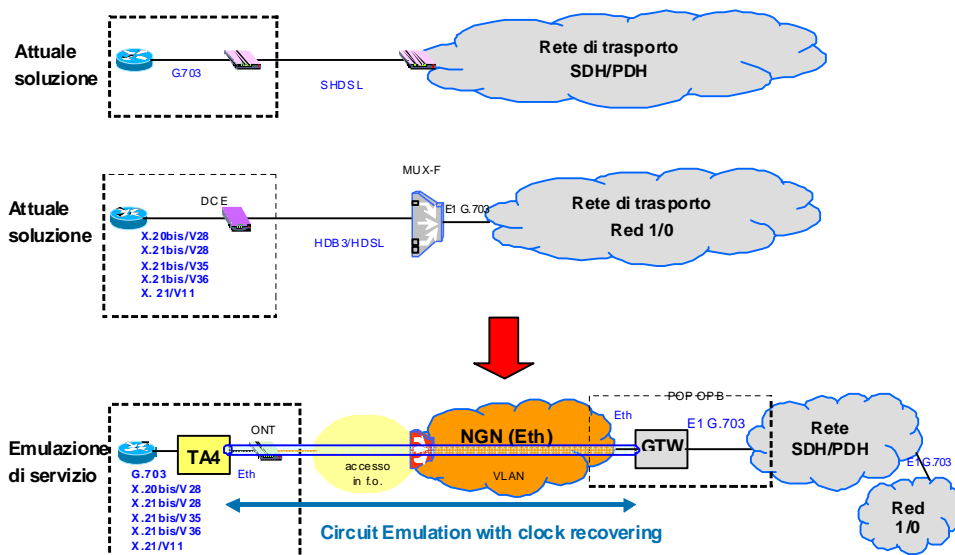 Attuale
soluzione
G.703
SHDSL
Rete di trasporto
SDH/PDH
Attuale
soluzione
DCE
X.20bis/V28
X.21bis/V28
X.21bis/V35
X.21bis/V36
X. 21/V11
HDB3/HDSL
MUX-F
E1 G.703
Rete di trasporto
Red 1/0
Emulazione
di servizio
TA4
ONT
Eth
G.703
X.20bis/V28
X.21bis/V28
X.21bis/V35
X.21bis/V36
X.21/V11
accesso
in f.o.
NGN (Eth)
VLAN
POP OPB
Eth
GTW
E1 G.703
Rete
SDH/PDH
E1 G.703
Red
1/0
Circuit Emulation with clock recovering